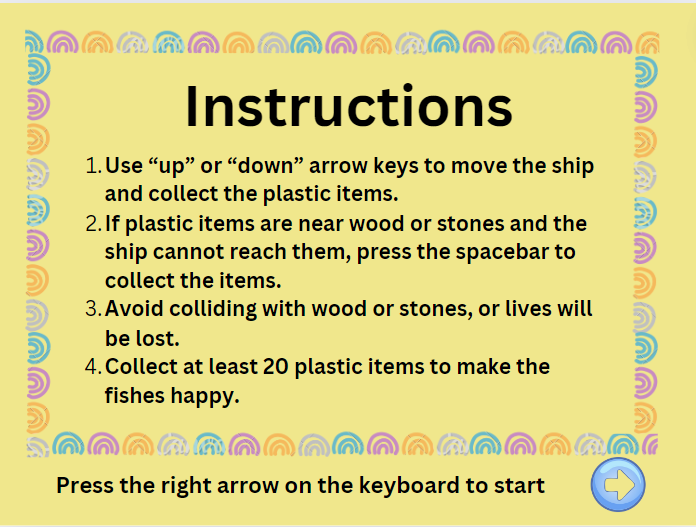 Instructions
1. Use “up” or “down” arrow keys to move the ship
and collect the plastic items.
2. If plastic items are near wood or stones and the
ship cannot reach them, press the spacebar to
collect the items.
3. Avoid colliding with wood or stones, or lives will
be lost.
4. Collect at least 20 plastic items to make the
fishes happy.
Press the right arrow on the keyboard to start